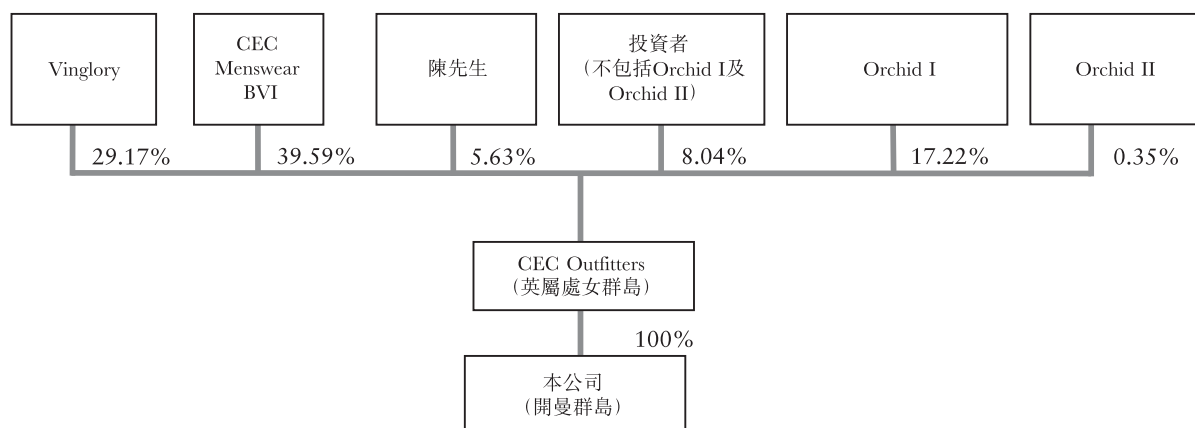 Vinglory
CEC
Menswear
BVI
陳先生
投資者
（不包括Orchid I及
Orchid II）
Orchid I
Orchid II
29.17%
39.59%
5.63%
8.04%
17.22%
0.35%
CEC Outfitters
（英屬處女群島）
100%
本公司
（開曼群島）